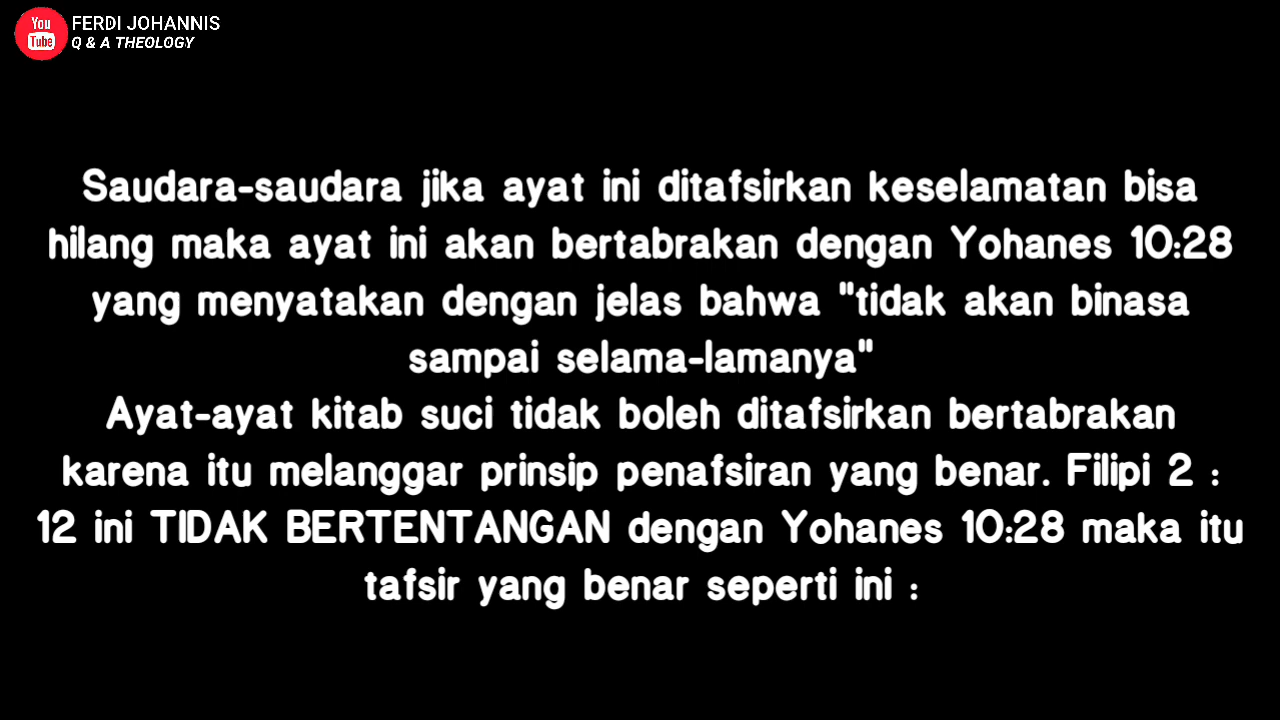 You
Tube
FERDI JOHANNIS
Q & A THEOLOGY
Saudara-saudara jika ayat ini ditafsirkan keselamatan bisa
hilang maka ayat ini akan bertabrakan dengan Yohanes 10:28
yang menyatakan dengan jelas bahwa "tidak akan binasa
sampai selama-lamanya"
Ayat-ayat kitab suci tidak boleh ditafsirkan bertabrakan
karena itu melanggar prinsip penafsiran yang benar. Filipi 2 :
12 ini TIDAK BERTENTANGAN dengan Yohanes 10:28 maka itu
tafsir yang benar seperti ini :